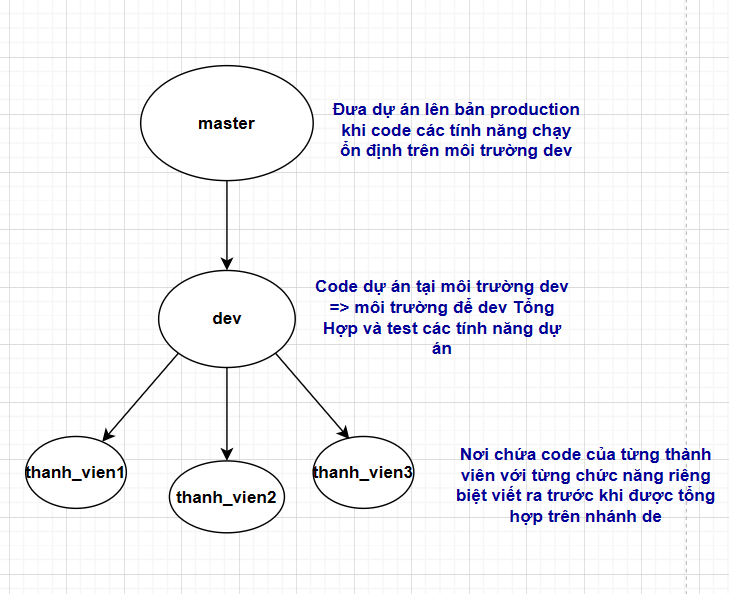 master
Đưa dự án lên bản production
khi code các tính năng chạy
ổn định trên môi trường dev
dev
Code dự án tại môi trường dev
=> môi trường để dev Tổng
Hợp và test các tính năng dự
án
thanh_vien1
thanh_vien2
thanh_vien3
Nơi chứa code của từng thành
viên với từng chức năng riêng
biệt viết ra trước khi được tổng
hợp trên nhánh de